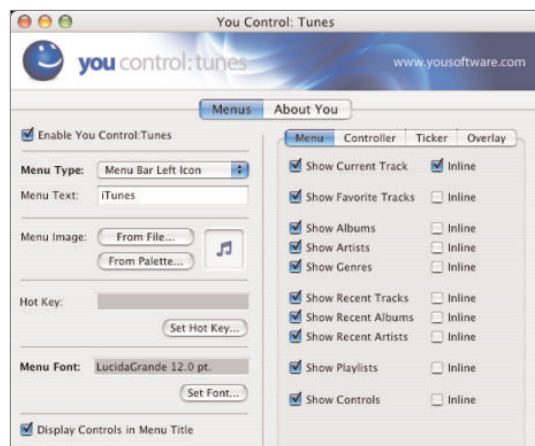 You Control: Tunes
you control:tunes
www.yousoftware.com
Menus About You
Enable You Control:Tunes
Menu Type: Menu Bar Left Icon
Menu Text: iTunes
Menu Image: From File...
From Palette...
Hot Key:
Set Hot Key...
Menu Font: LucidaGrande 12.0 pt.
Set Font...
Display Controls in Menu Title
Menu Controller Ticker Overlay
Show Current Track Inline
Show Favorite Tracks Inline
Show Albums Inline
Show Artists Inline
Show Genres Inline
Show Recent Tracks Inline
Show Recent Albums Inline
Show Recent Artists Inline
Show Playlists Inline
Show Controls Inline